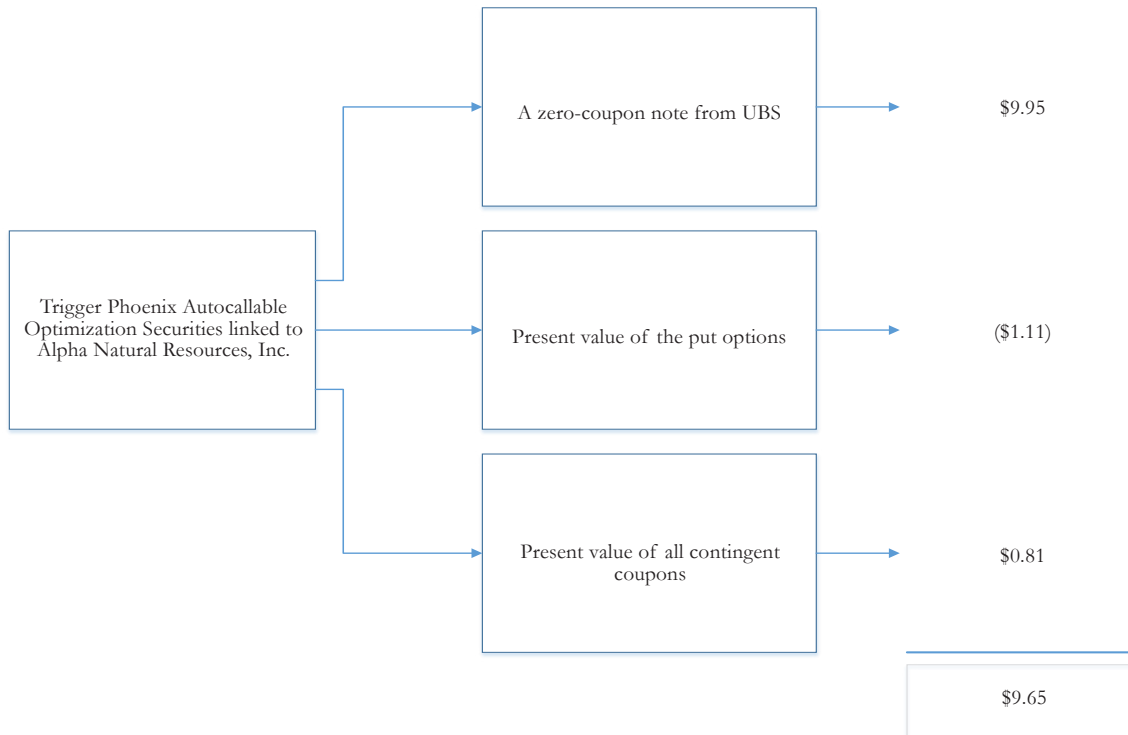 A zero-coupon note from UBS
$9.95
Trigger Phoenix Autocallable
Optimization Securities linked to
Alpha Natural Resources, Inc.
Present value of the put options
($1.11)
Present value of all contingent
coupons
$0.81
$9.65